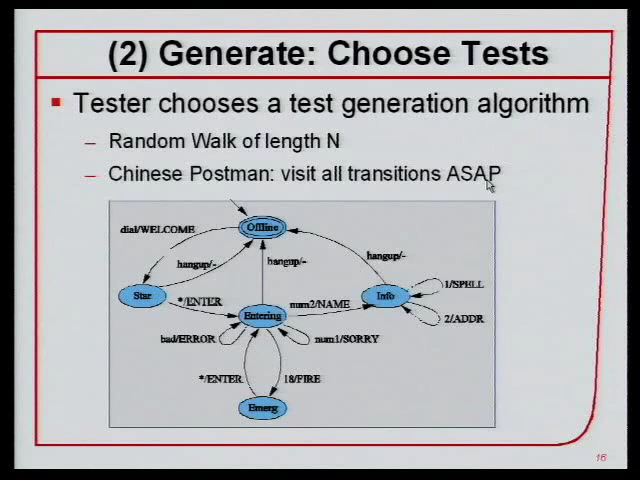 (2) Generate: Choose Tests
Tester chooses a test generation algorithm
– Random Walk of length N
– Chinese Postman: visit all transitions ASAP
Offline
dial/WELCOME
hangup/-
hangup/-
hangup/-
Star
*/ENTER
num2/NAME
Info
1/SPELL
2/ADDR
Entering
bad/ERROR
num1/SORRY
*/ENTER
18/FIRE
Emerg
16